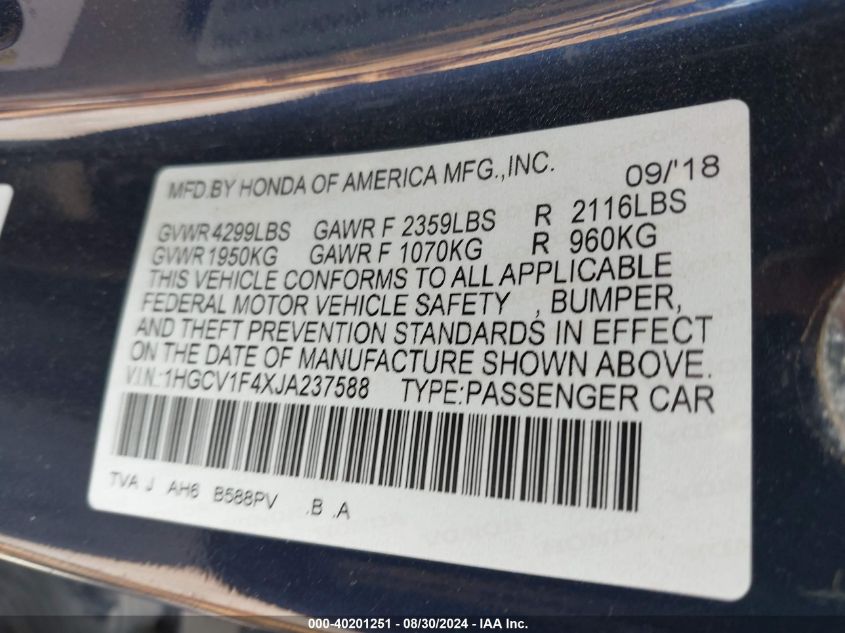 MFD.BY HONDA OF AMERICA MFG.,INC. 09/'18
GVWR 4299LBS GAWR F 2359LBS R 2116LBS
GVWR 1950KG GAWR F 1070KG R 960KG
THIS VEHICLE CONFORMS TO ALL APPLICABLE
FEDERAL MOTOR VEHICLE SAFETY , BUMPER,
AND THEFT PREVENTION STANDARDS IN EFFECT
ON THE DATE OF MANUFACTURE SHOWN ABOVE.
V.I.N.:1HGCV1F4XJA237588 TYPE:PASSENGER CAR
TVA J AH6 B588PV .B .A
000-40201251 - 08/30/2024 - IAA Inc.